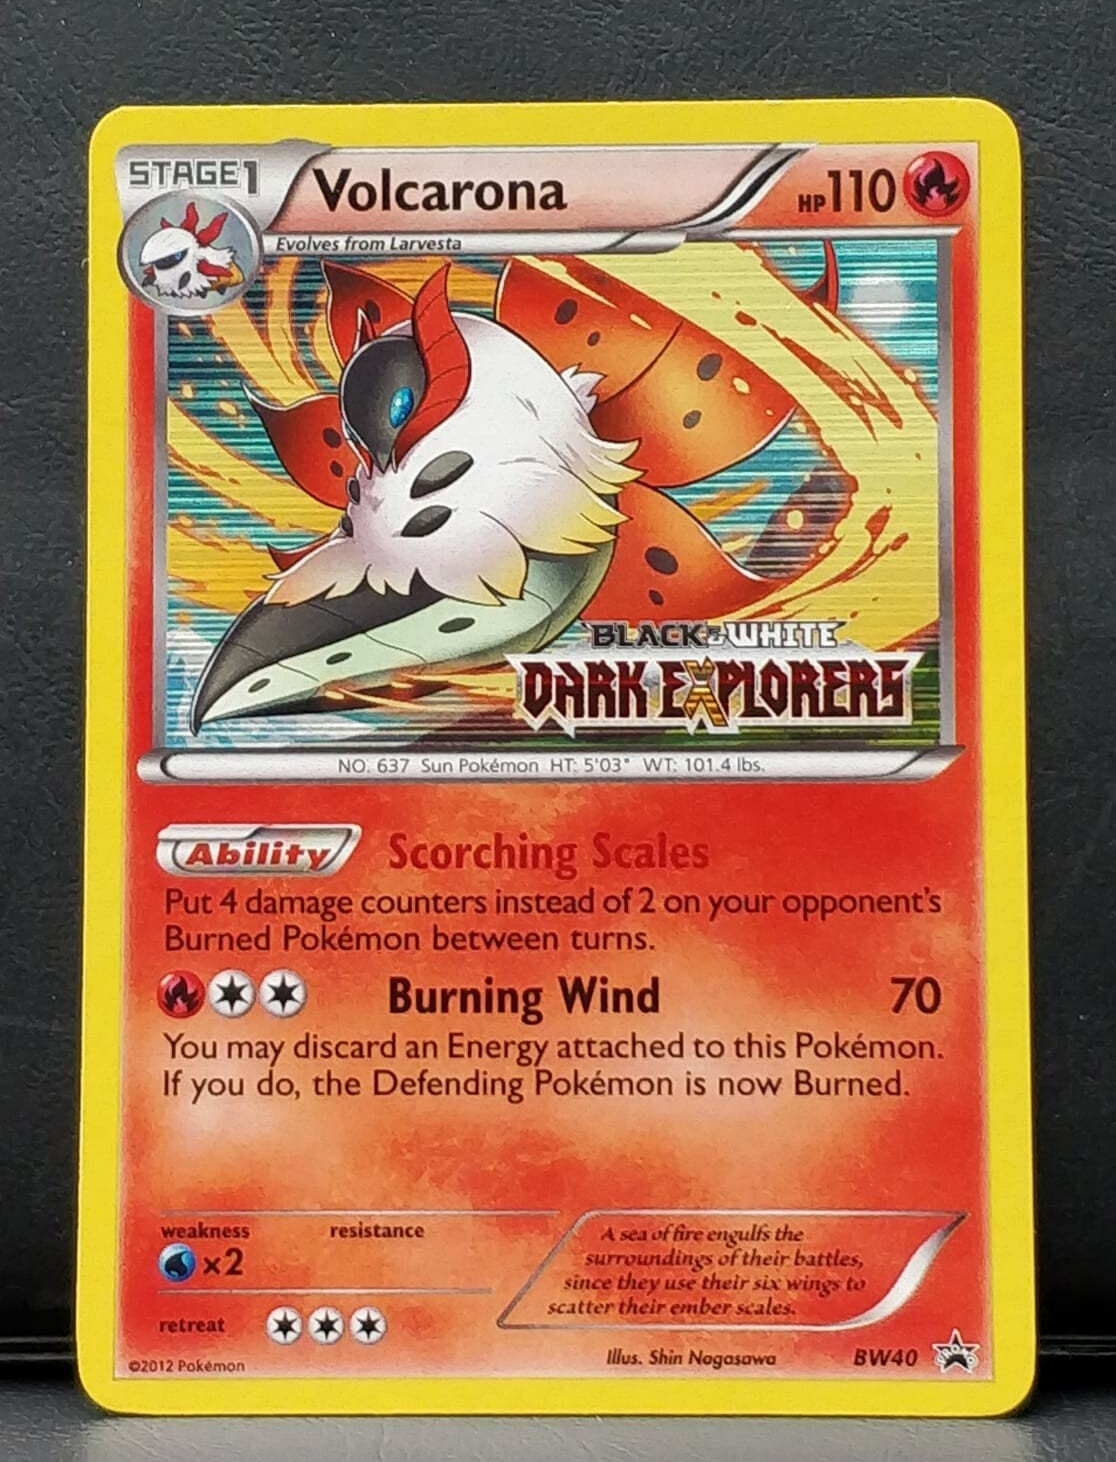 STAGE1
Volcarona
HP110
Evolves from Larvesta
BLACK & WHITE
DARK EXPLORERS
NO. 637 Sun Pokémon HT: 5'03" WT: 101.4 lbs.
Ability Scorching Scales
Put 4 damage counters instead of 2 on your opponent's
Burned Pokémon between turns.
Burning Wind 70
You may discard an Energy attached to this Pokémon.
If you do, the Defending Pokémon is now Burned.
weakness resistance
×2
A sea of fire engulfs the
surroundings of their battles,
since they use their six wings to
scatter their ember scales.
retreat
©2012 Pokémon
Illus. Shin Nagasawa
BW40
PROMO